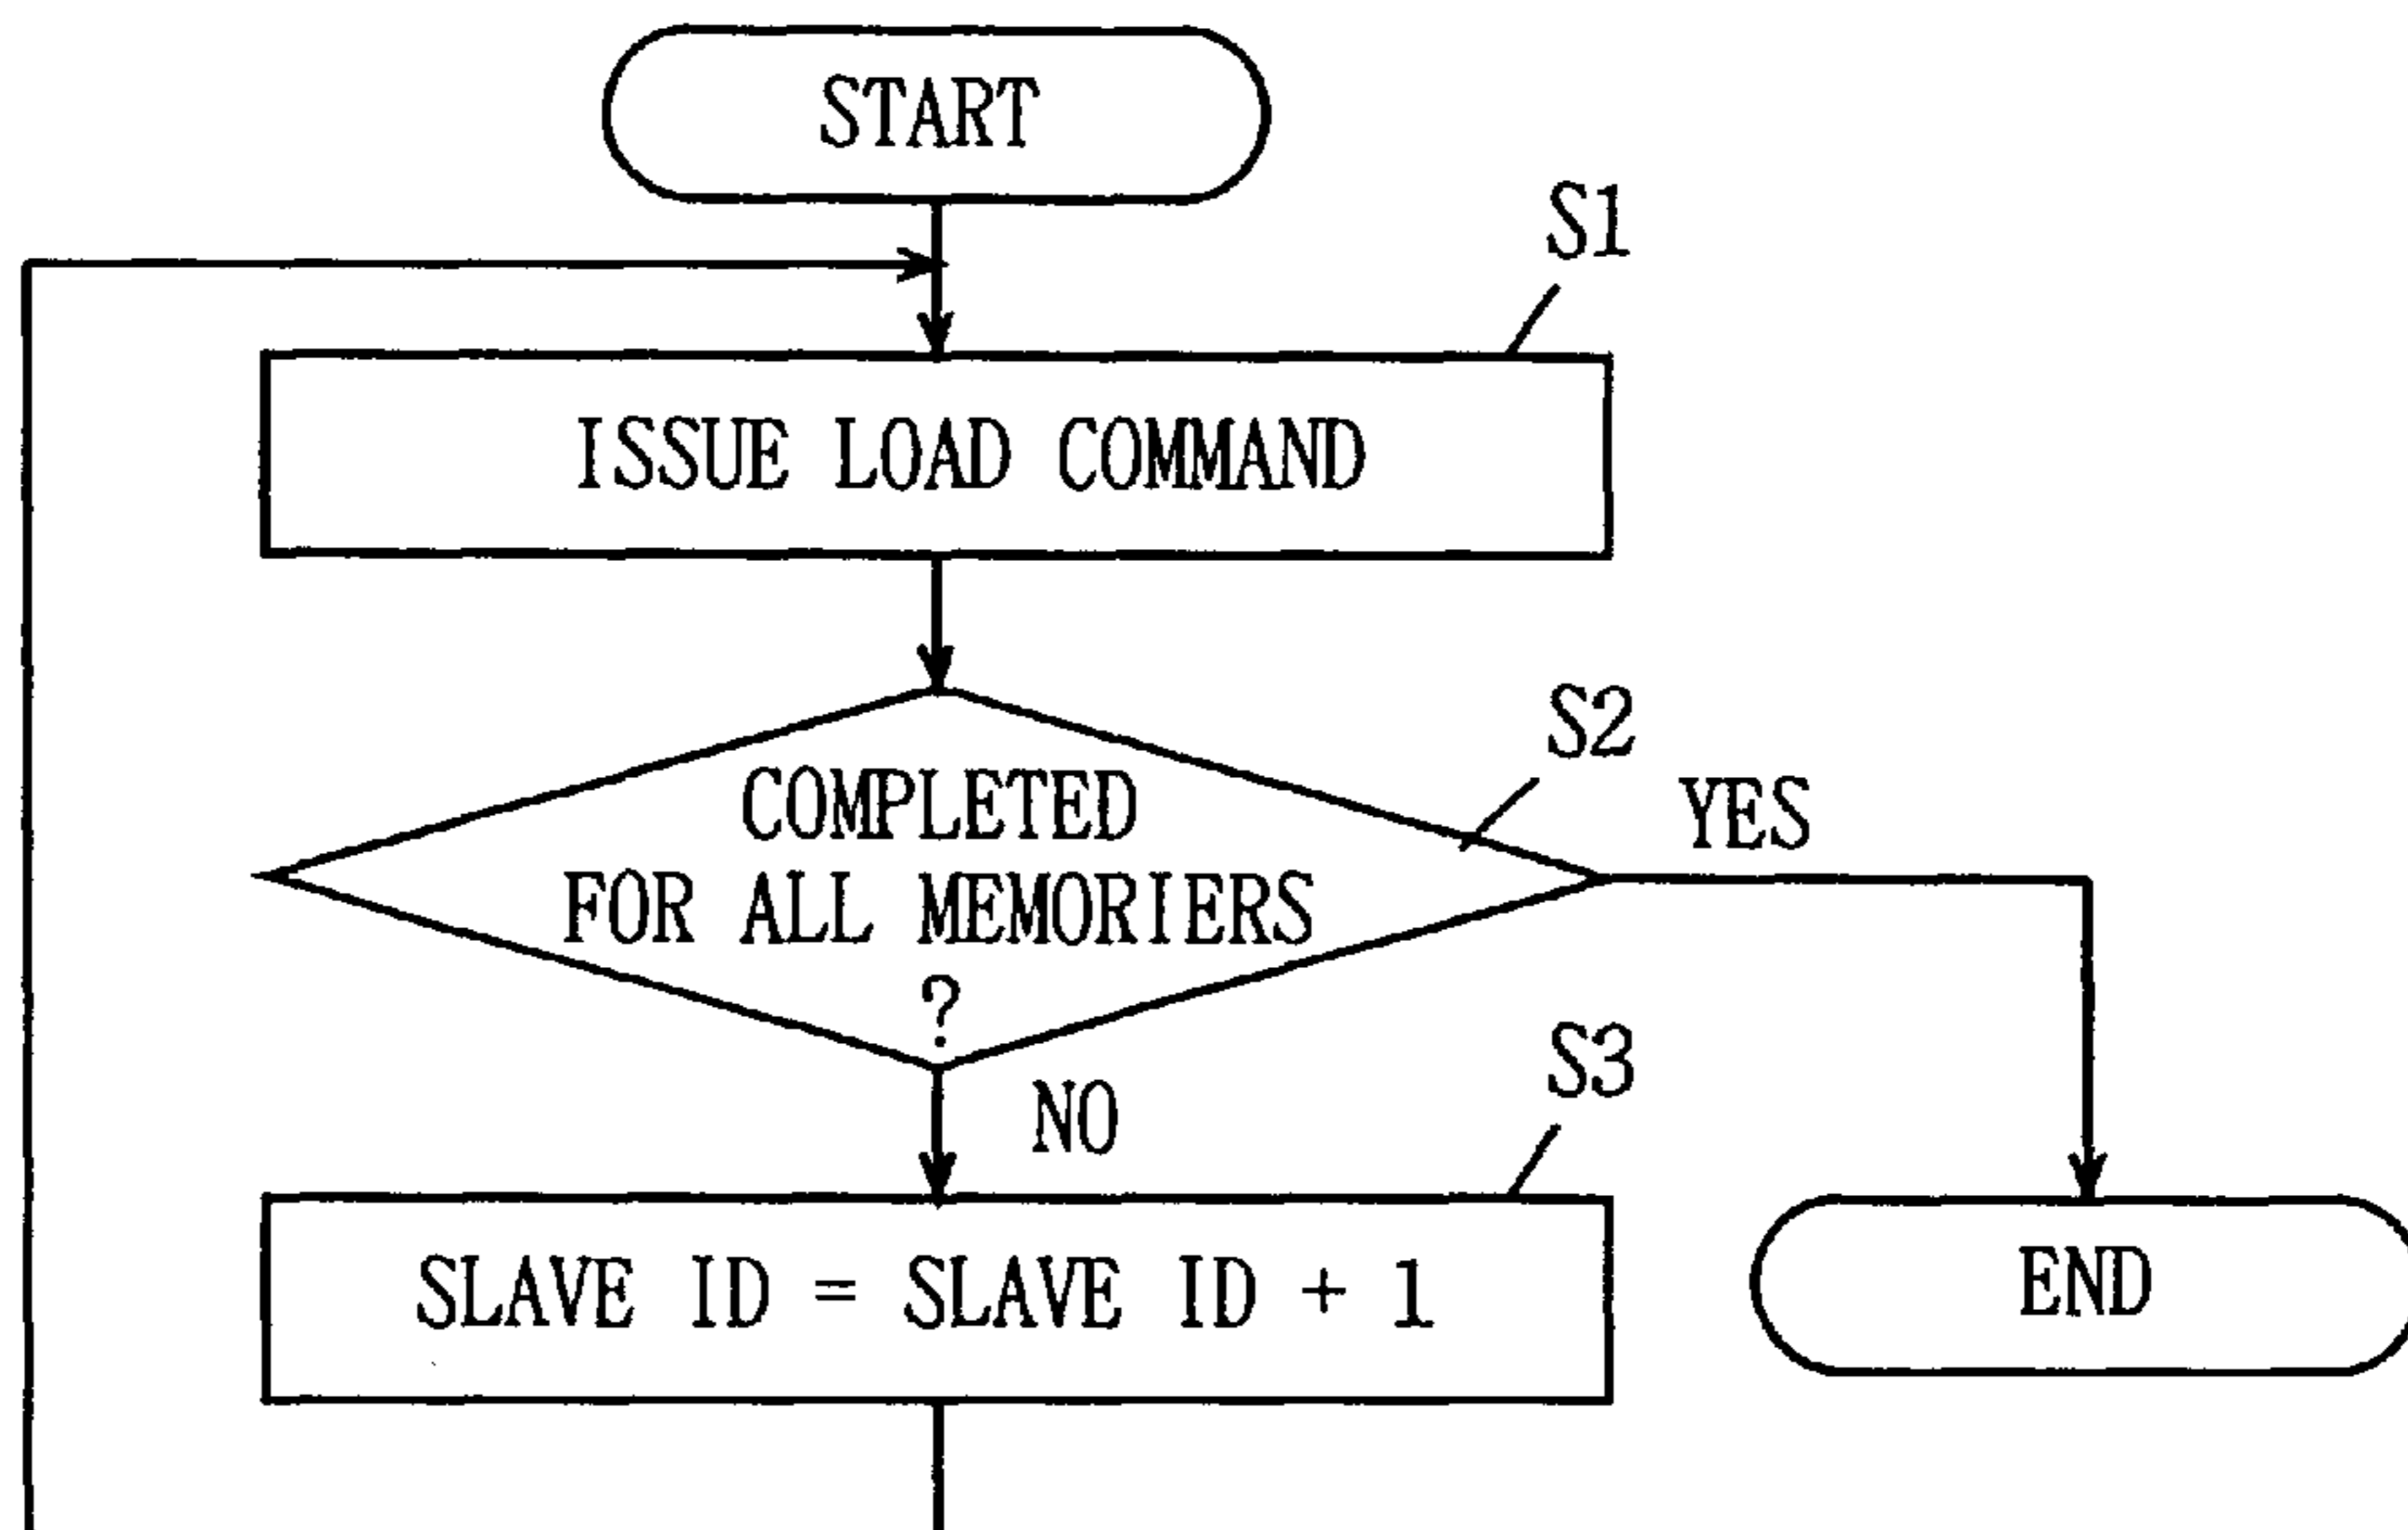 START
S1
ISSUE LOAD COMMAND
S2
YES
COMPLETED
FOR ALL MEMORIERS
?
NO
S3
SLAVE ID = SLAVE ID + 1
END